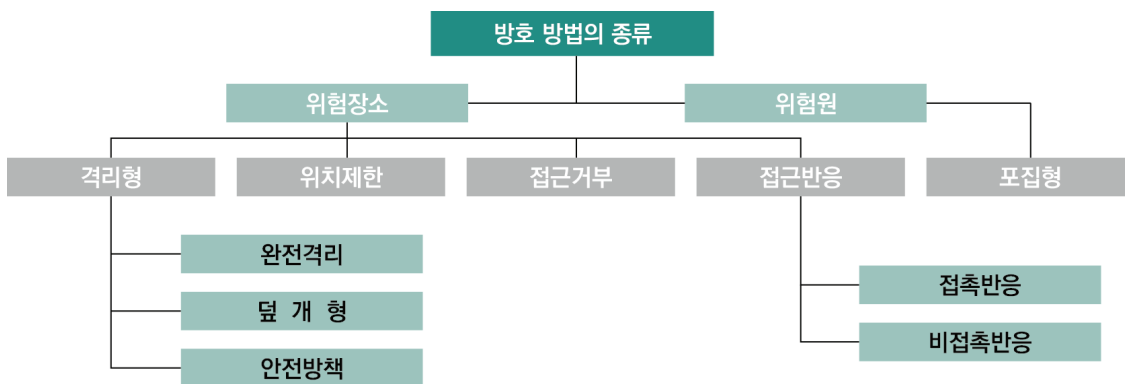 방호 방법의 종류
위험장소
위험원
격리형
위치제한
접근거부
접근반응
포집형
완전격리
덮 개 형
안전방책
접촉반응
비접촉반응